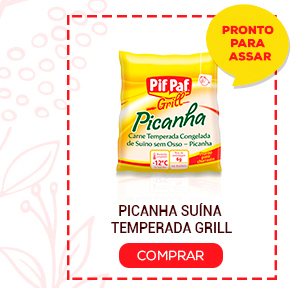 PRONTO
PARA
ASSAR
Pif Paf
Grill
Picanha
Carne Temperada Congelada
de Suíno sem Osso – Picanha
-12°C
PICANHA SUÍNA
TEMPERADA GRILL
COMPRAR